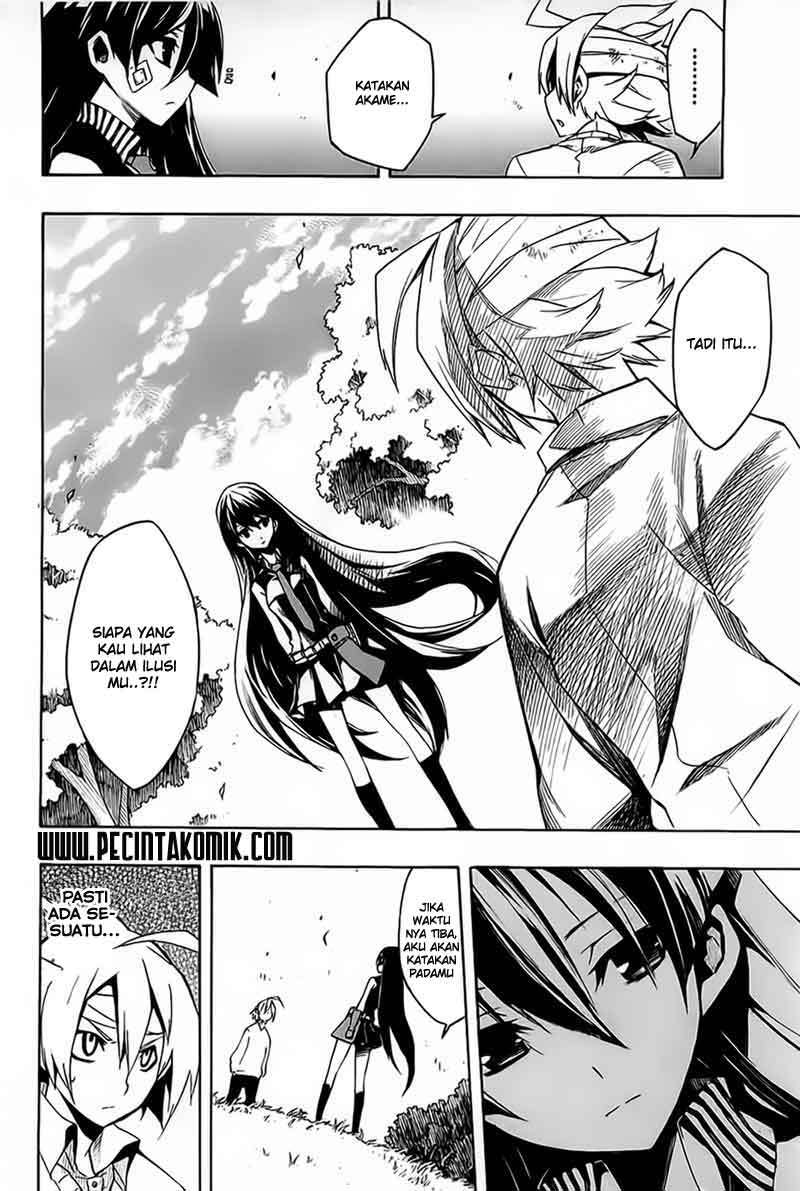 .........
KATAKAN
AKAME...
TADI ITU...
SIAPA YANG
KAU LIHAT
DALAM ILUSI
MU..?!!
WWW.PECINTAKOMIK.COM
JIKA
WAKTU
NYA TIBA,
AKU AKAN
KATAKAN
PADAMU
PASTI
ADA SE-
SUATU...